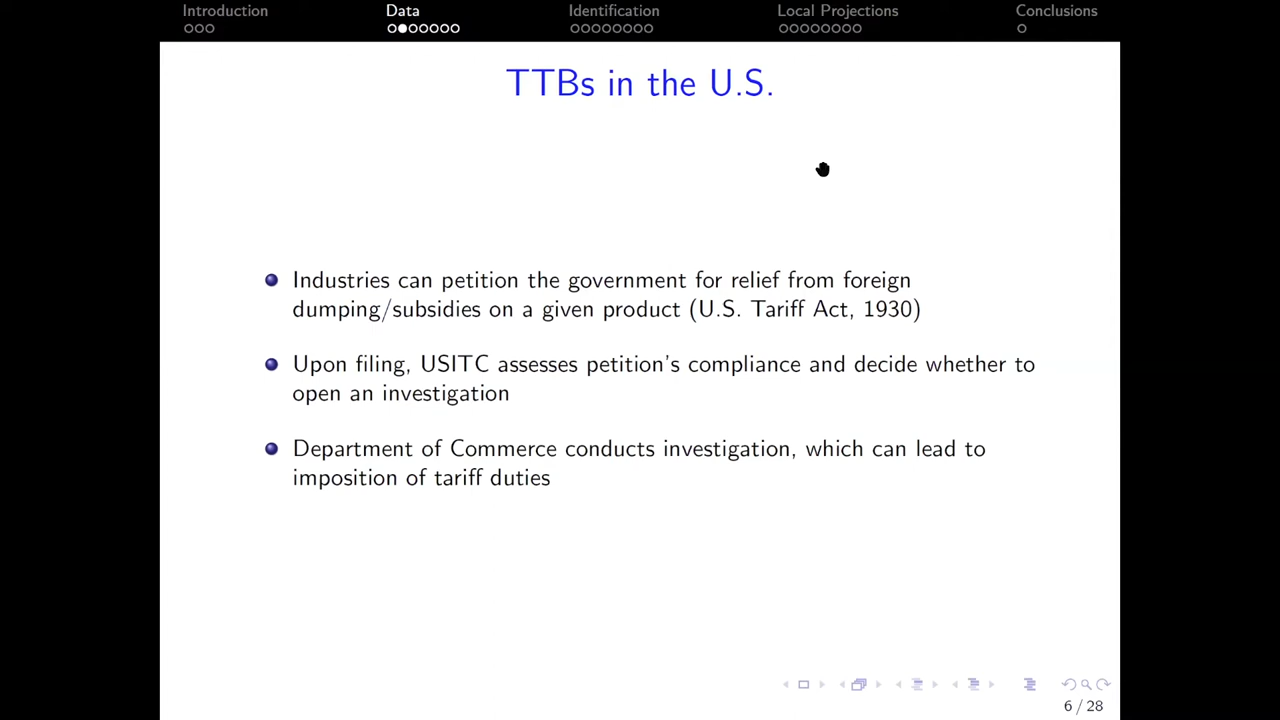 Introduction Data Identification Local Projections Conclusions
TTBs in the U.S.
Industries can petition the government for relief from foreign
dumping/subsidies on a given product (U.S. Tariff Act, 1930)
Upon filing, USITC assesses petition's compliance and decide whether to
open an investigation
Department of Commerce conducts investigation, which can lead to
imposition of tariff duties
6 / 28